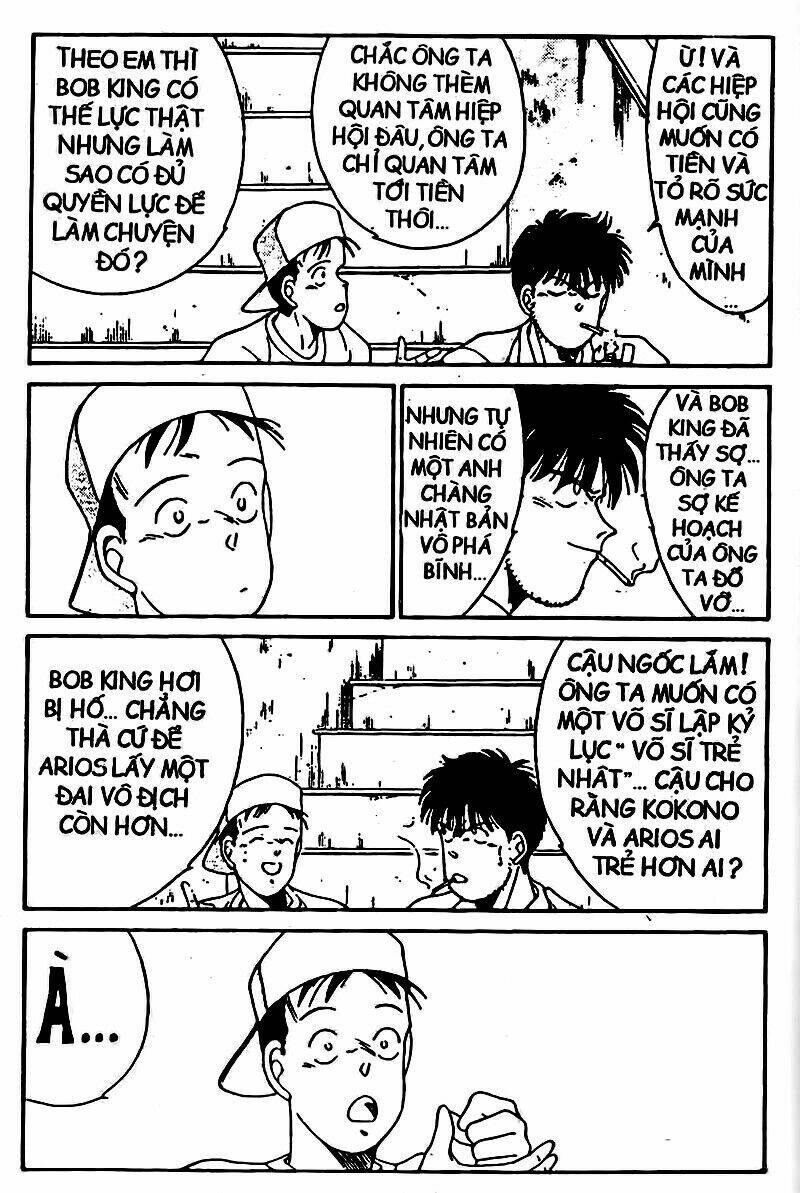 THEO EM THÌ
BOB KING CÓ
THẾ LỰC THẬT
NHƯNG LÀM
SAO CÓ ĐỦ
QUYỀN LỰC ĐỂ
LÀM CHUYỆN
ĐÓ?
CHẮC ÔNG TA
KHÔNG THÈM
QUAN TÂM HIỆP
HỘI ĐÂU, ÔNG TA
CHỈ QUAN TÂM
TỚI TIỀN
THÔI...
Ừ! VÀ
CÁC HIỆP
HỘI CŨNG
MUỐN CÓ
TIỀN VÀ
TỎ RÕ SỨC
MẠNH
CỦA
MÌNH
...
NHƯNG TỰ
NHIÊN CÓ
MỘT ANH
CHÀNG
NHẬT BẢN
VÔ PHÁ
BĨNH...
VÀ BOB
KING ĐÃ
THẤY SỢ...
ÔNG TA
SỢ KẾ
HOẠCH
CỦA ÔNG
TA ĐỔ
VỠ...
BOB KING HƠI
BỊ HỐ... CHẲNG
THÀ CỨ ĐỂ
ARIOS LẤY MỘT
ĐAI VÔ ĐỊCH
CÒN HƠN...
CẬU NGỐC LẮM!
ÔNG TA MUỐN CÓ
MỘT VÕ SĨ LẬP KỶ
LỤC " VÕ SĨ TRẺ
NHẤT"... CẬU CHO
RẰNG KOKONO
VÀ ARIOS AI
TRẺ HƠN AI?
À...